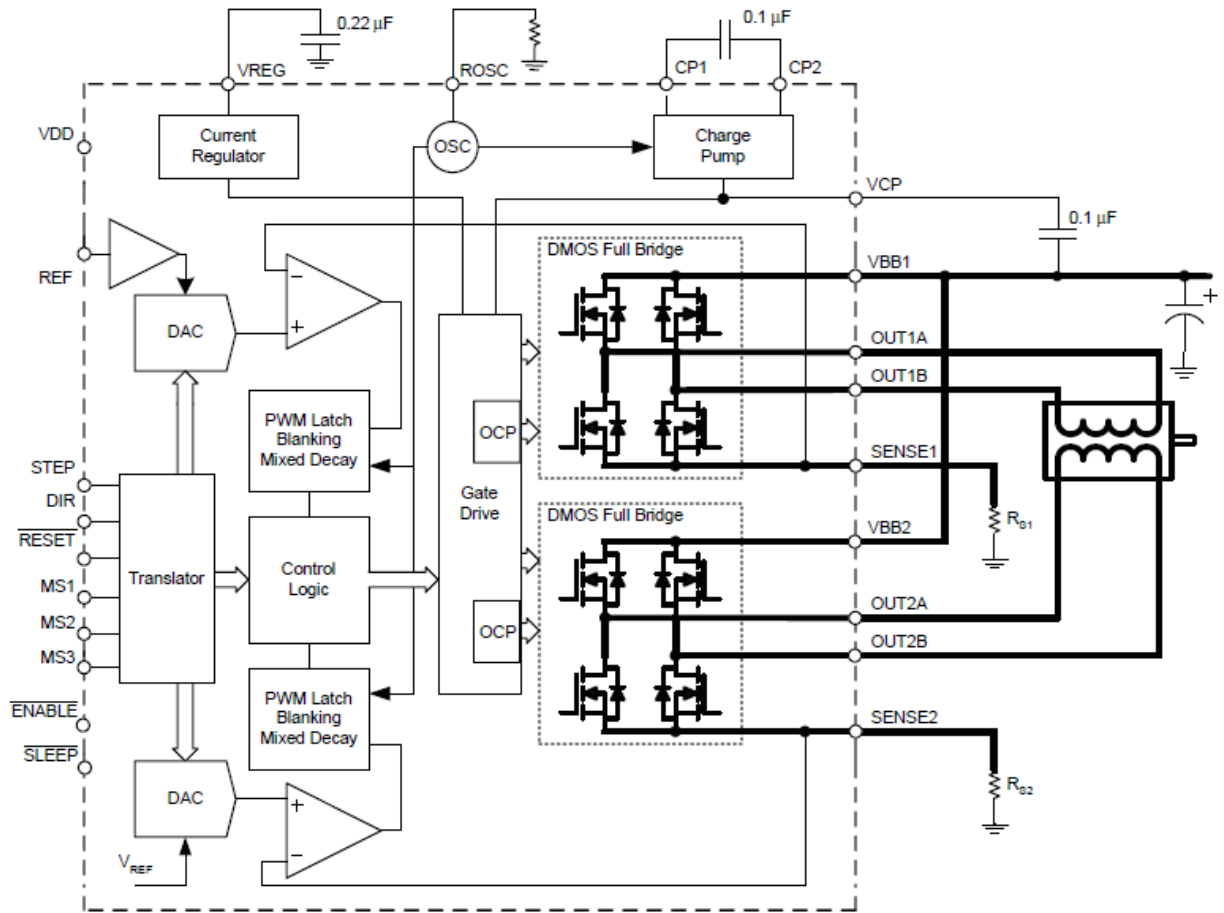 0.22 μF
0.1 μF
VREG
ROSC
CP1
CP2
VDD
Current
Regulator
OSC
Charge
Pump
VCP
0.1 μF
REF
DMOS Full Bridge
VBB1
−
+
DAC
+
OUT1A
OUT1B
PWM Latch
Blanking
Mixed Decay
OCP
SENSE1
STEP
DIR
RESET
MS1
MS2
MS3
Translator
Control
Logic
Gate
Drive
DMOS Full Bridge
VBB2
RS1
OUT2A
OUT2B
OCP
PWM Latch
Blanking
Mixed Decay
ENABLE
SLEEP
SENSE2
DAC
+
−
RS2
VREF